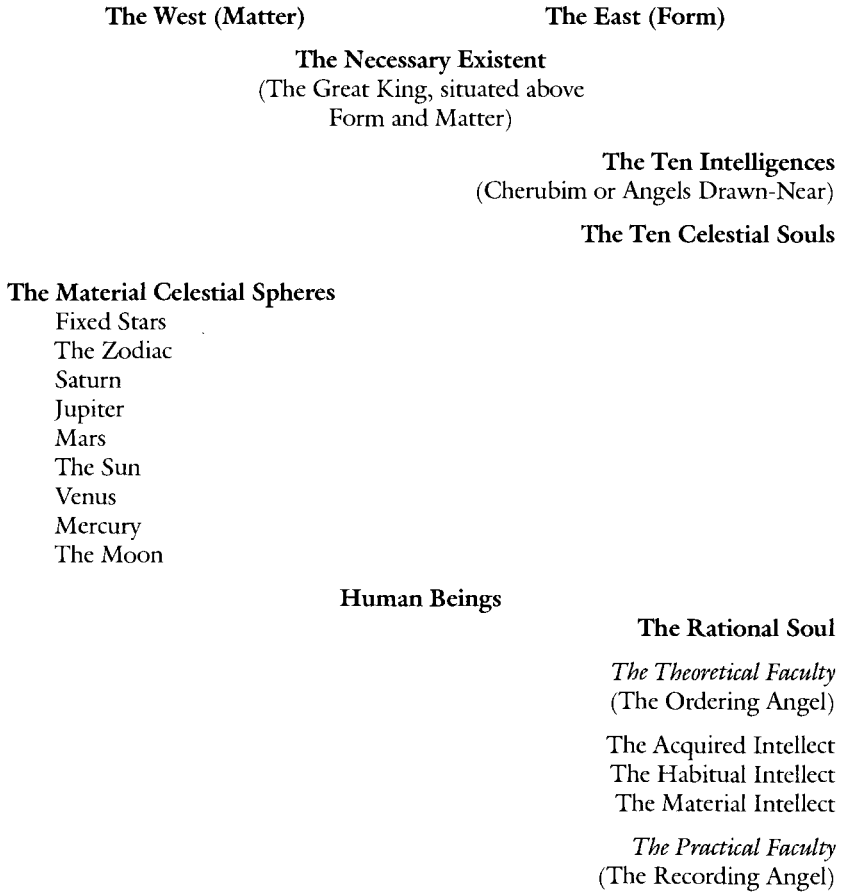 The West (Matter) The East (Form)
The Necessary Existent
(The Great King, situated above
Form and Matter)
The Ten Intelligences
(Cherubim or Angels Drawn-Near)
The Ten Celestial Souls
The Material Celestial Spheres
Fixed Stars
The Zodiac
Saturn
Jupiter
Mars
The Sun
Venus
Mercury
The Moon
Human Beings
The Rational Soul
The Theoretical Faculty
(The Ordering Angel)
The Acquired Intellect
The Habitual Intellect
The Material Intellect
The Practical Faculty
(The Recording Angel)